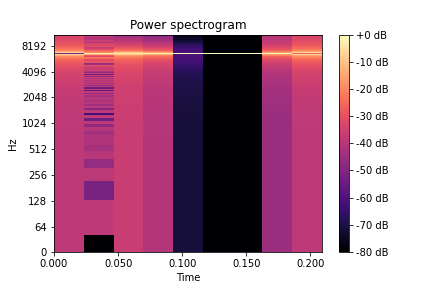 Power spectrogram
8192
4096
2048
1024
512
256
128
64
0
Hz
0.000 0.050 0.100 0.150 0.200
Time
+0 dB
-10 dB
-20 dB
-30 dB
-40 dB
-50 dB
-60 dB
-70 dB
-80 dB